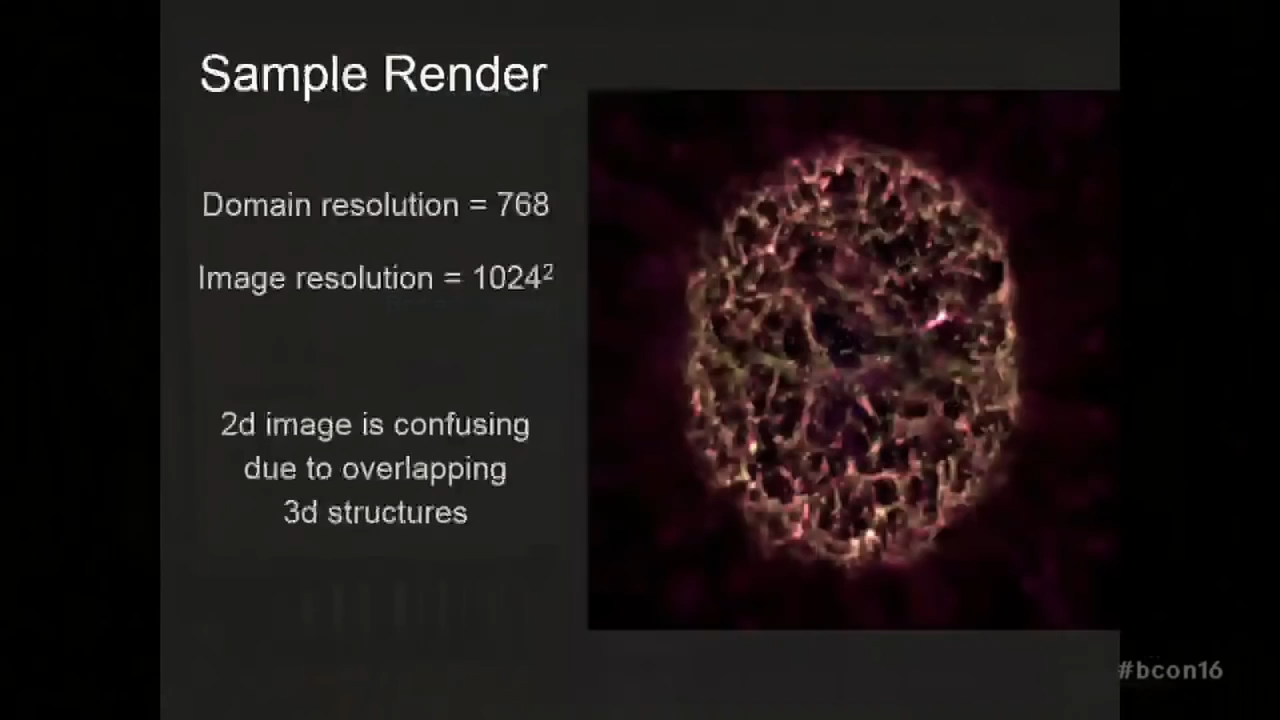 Sample Render
Domain resolution = 768
Image resolution = 1024²
2d image is confusing
due to overlapping
3d structures
#bcon16